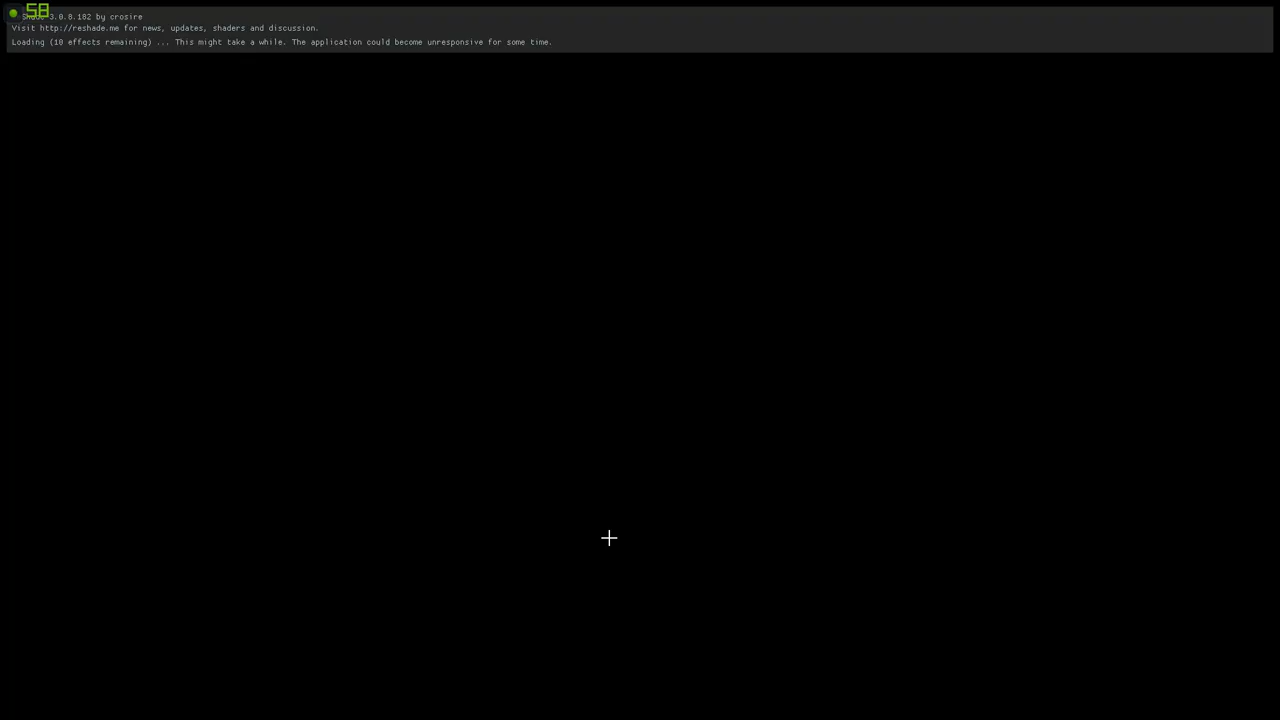 58
3.0.8.182 by crosire
Visit http://reshade.me for news, updates, shaders and discussion.
Loading (10 effects remaining) ... This might take a while. The application could become unresponsive for some time.